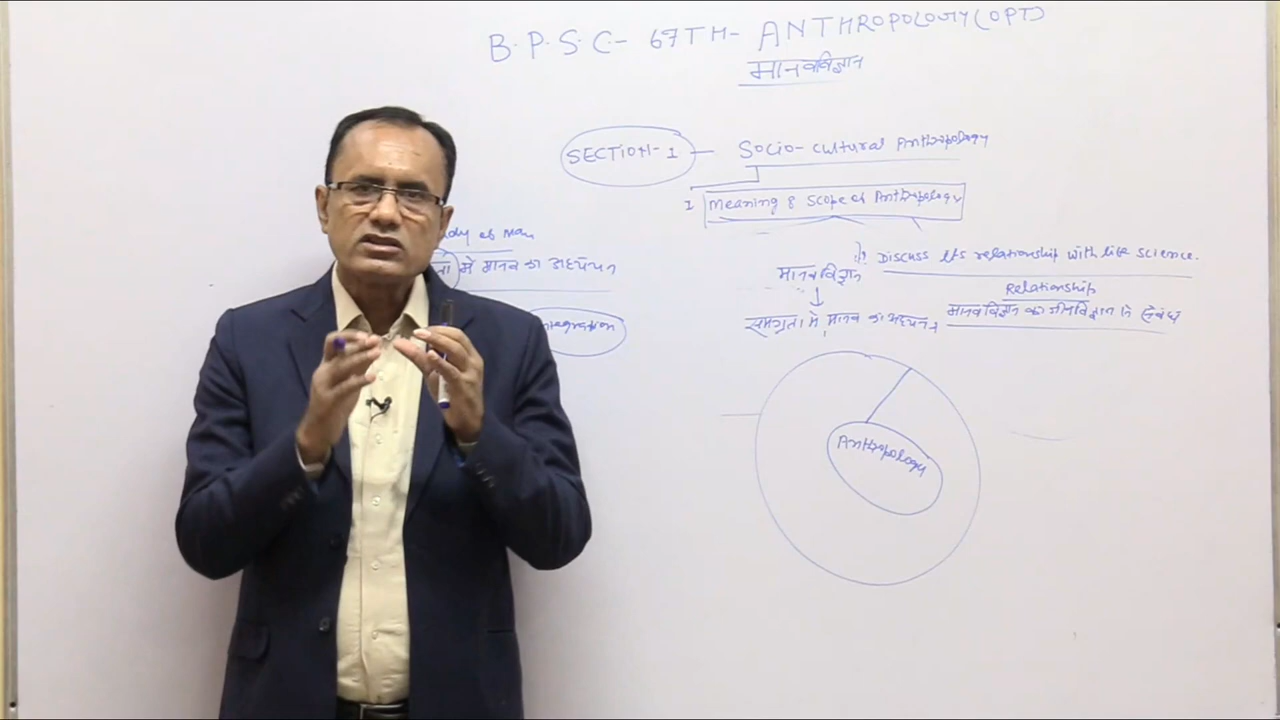 B.P.S.C- 67TH- ANTHROPOLOGY(OPT)
मानवविज्ञान
SECTION-1 — Socio-cultural Anthropology
1 Meaning & Scope of Anthropology
of Man
में मानव का अध्ययन
ntegration
मानवविज्ञान
समग्रता में मानव का अध्ययन
Discuss its relationship with life science.
Relationship
मानवविज्ञान का जीवविज्ञान से संबंध
Anthropology